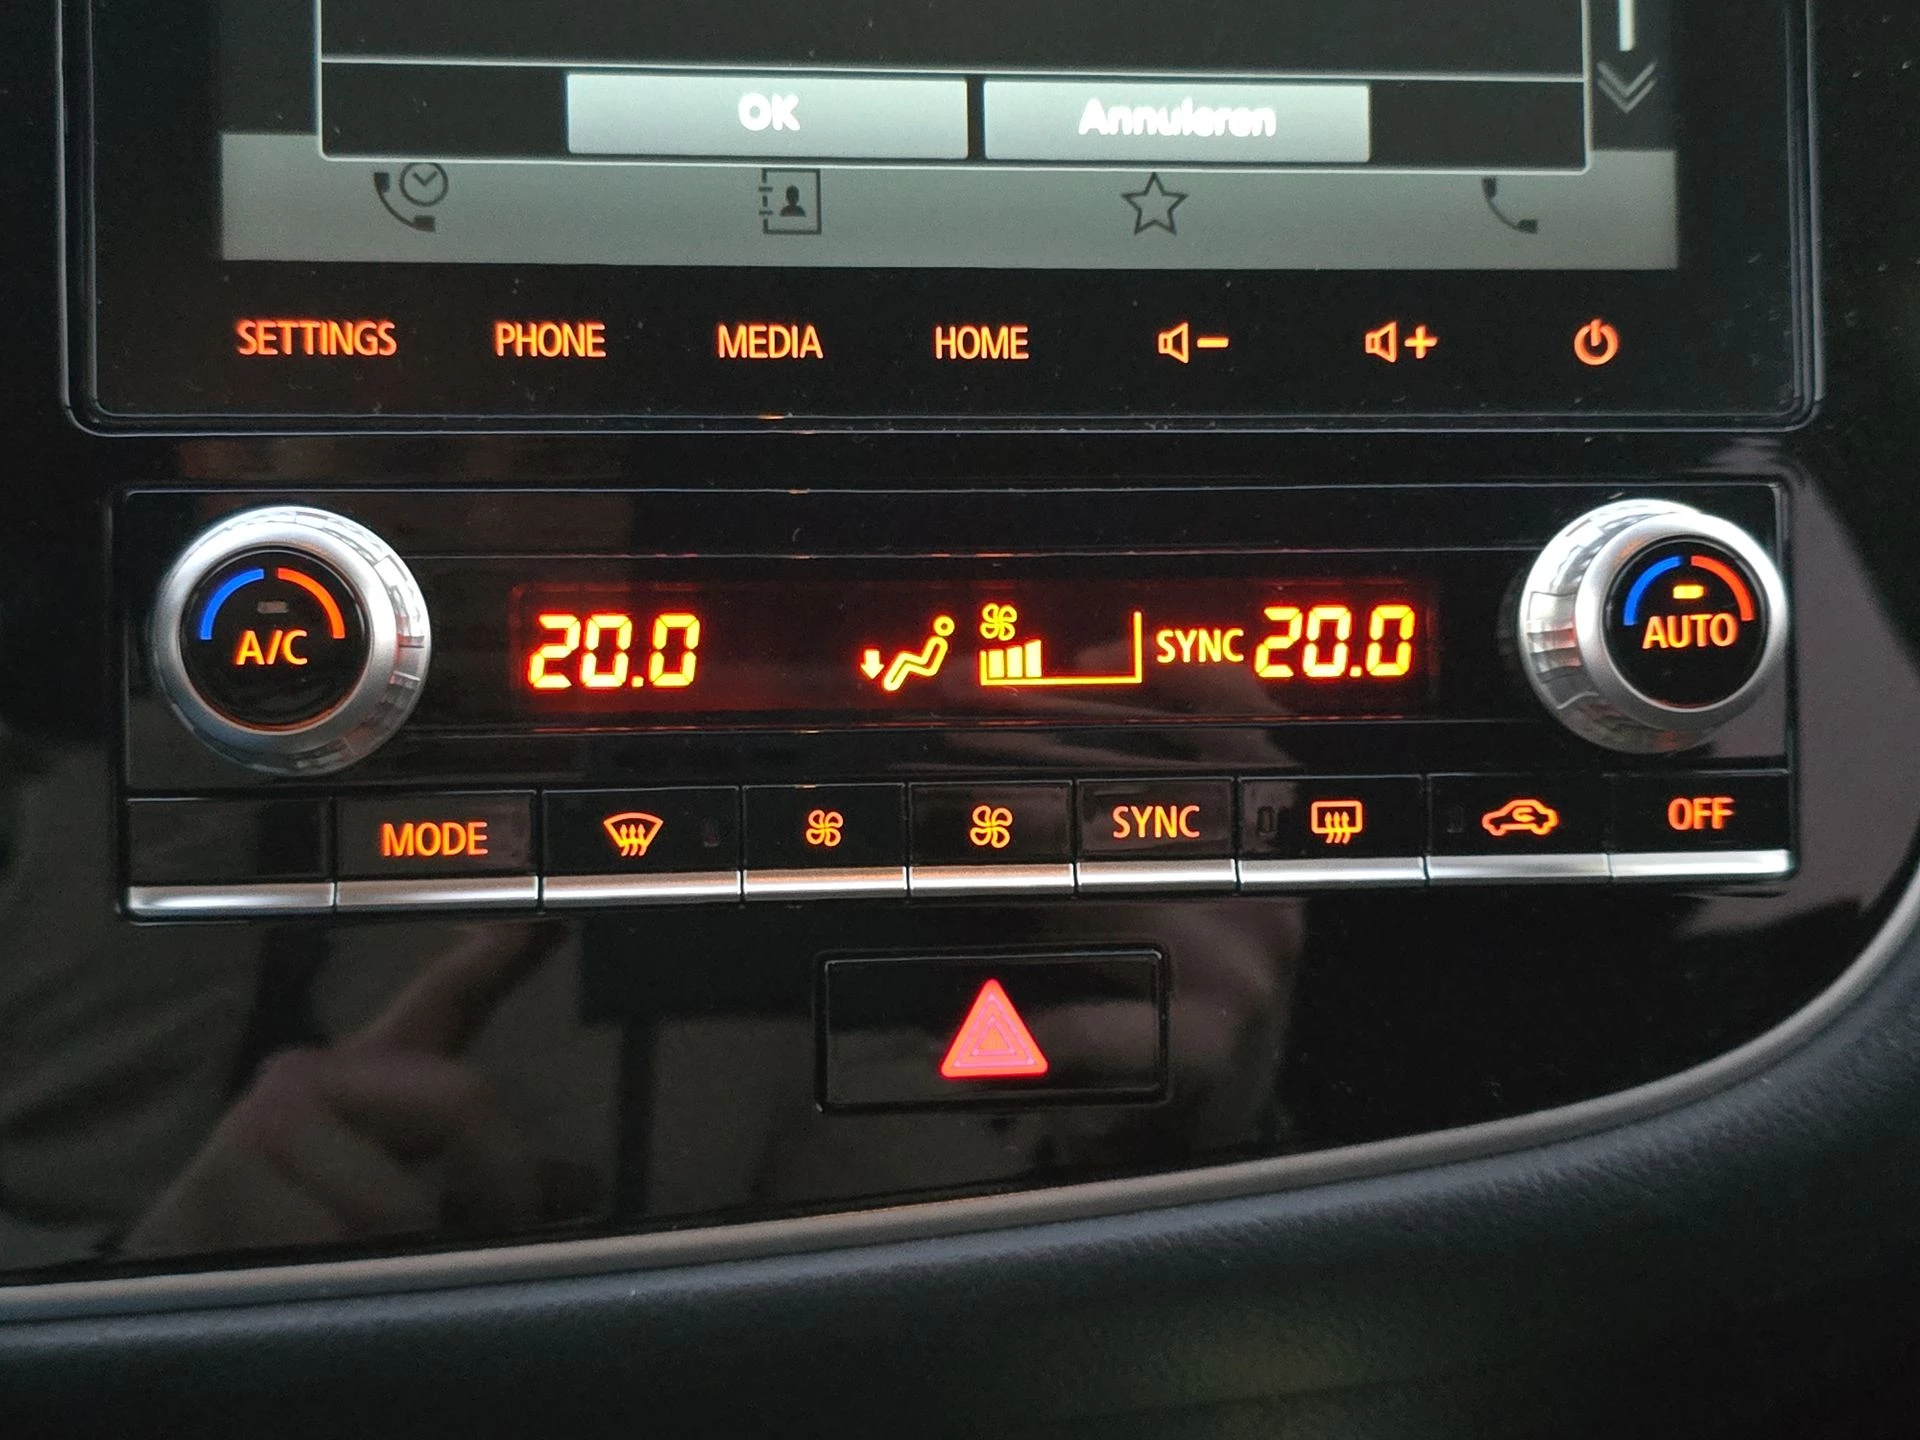 OK Annuleren
SETTINGS PHONE MEDIA HOME
A/C 20.0 SYNC 20.0 AUTO
MODE SYNC OFF